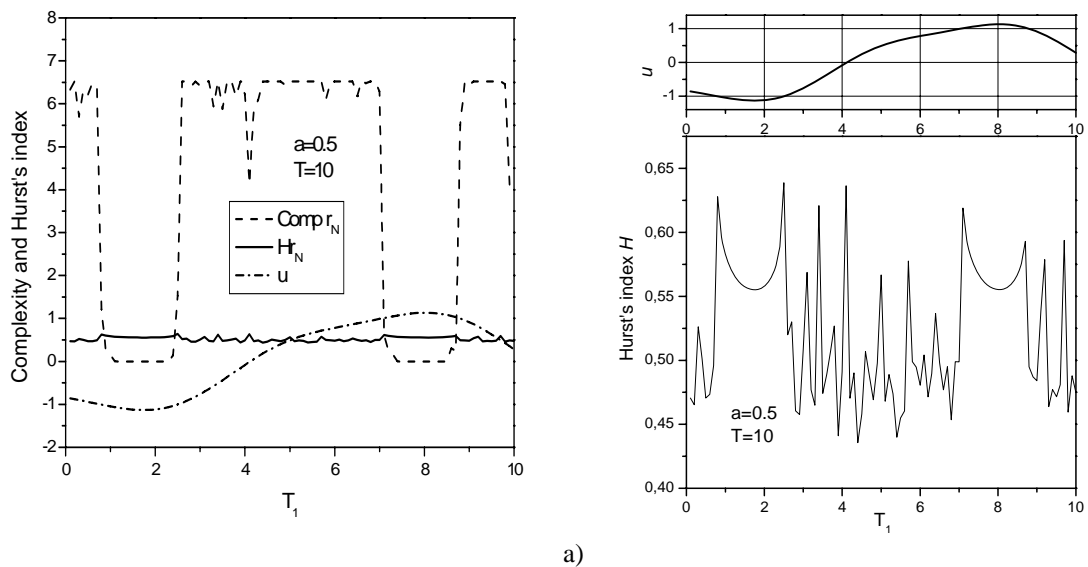 8
7
6
5
4
3
2
1
0
-1
-2
Complexity and Hurst's index
a=0.5
T=10
Comp r_N
Hr_N
u
0 2 4 6 8 10
T_1
1
0
-1
u
0 2 4 6 8 10
0,65
0,60
0,55
0,50
0,45
0,40
Hurst's index H
a=0.5
T=10
0 2 4 6 8 10
T_1
a)